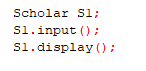 Scholar S1;
S1.input();
S1.display();